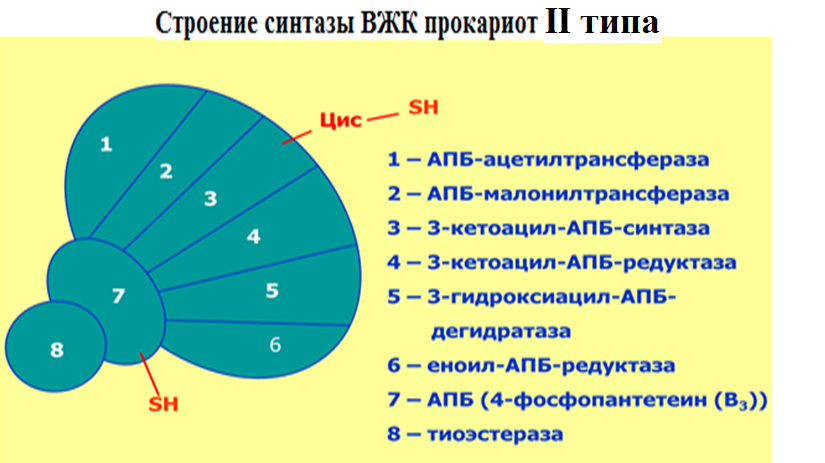 Строение синтазы ВЖК прокариот II типа
Цис
SH
1
2
3
4
5
6
7
8
SH
1 – АПБ-ацетилтрансфераза
2 – АПБ-малонилтрансфераза
3 – 3-кетоацил-АПБ-синтаза
4 – 3-кетоацил-АПБ-редуктаза
5 – 3-гидроксиацил-АПБ-
дегидратаза
6 – еноил-АПБ-редуктаза
7 – АПБ (4-фосфопантетеин (В₃))
8 – тиоэстераза